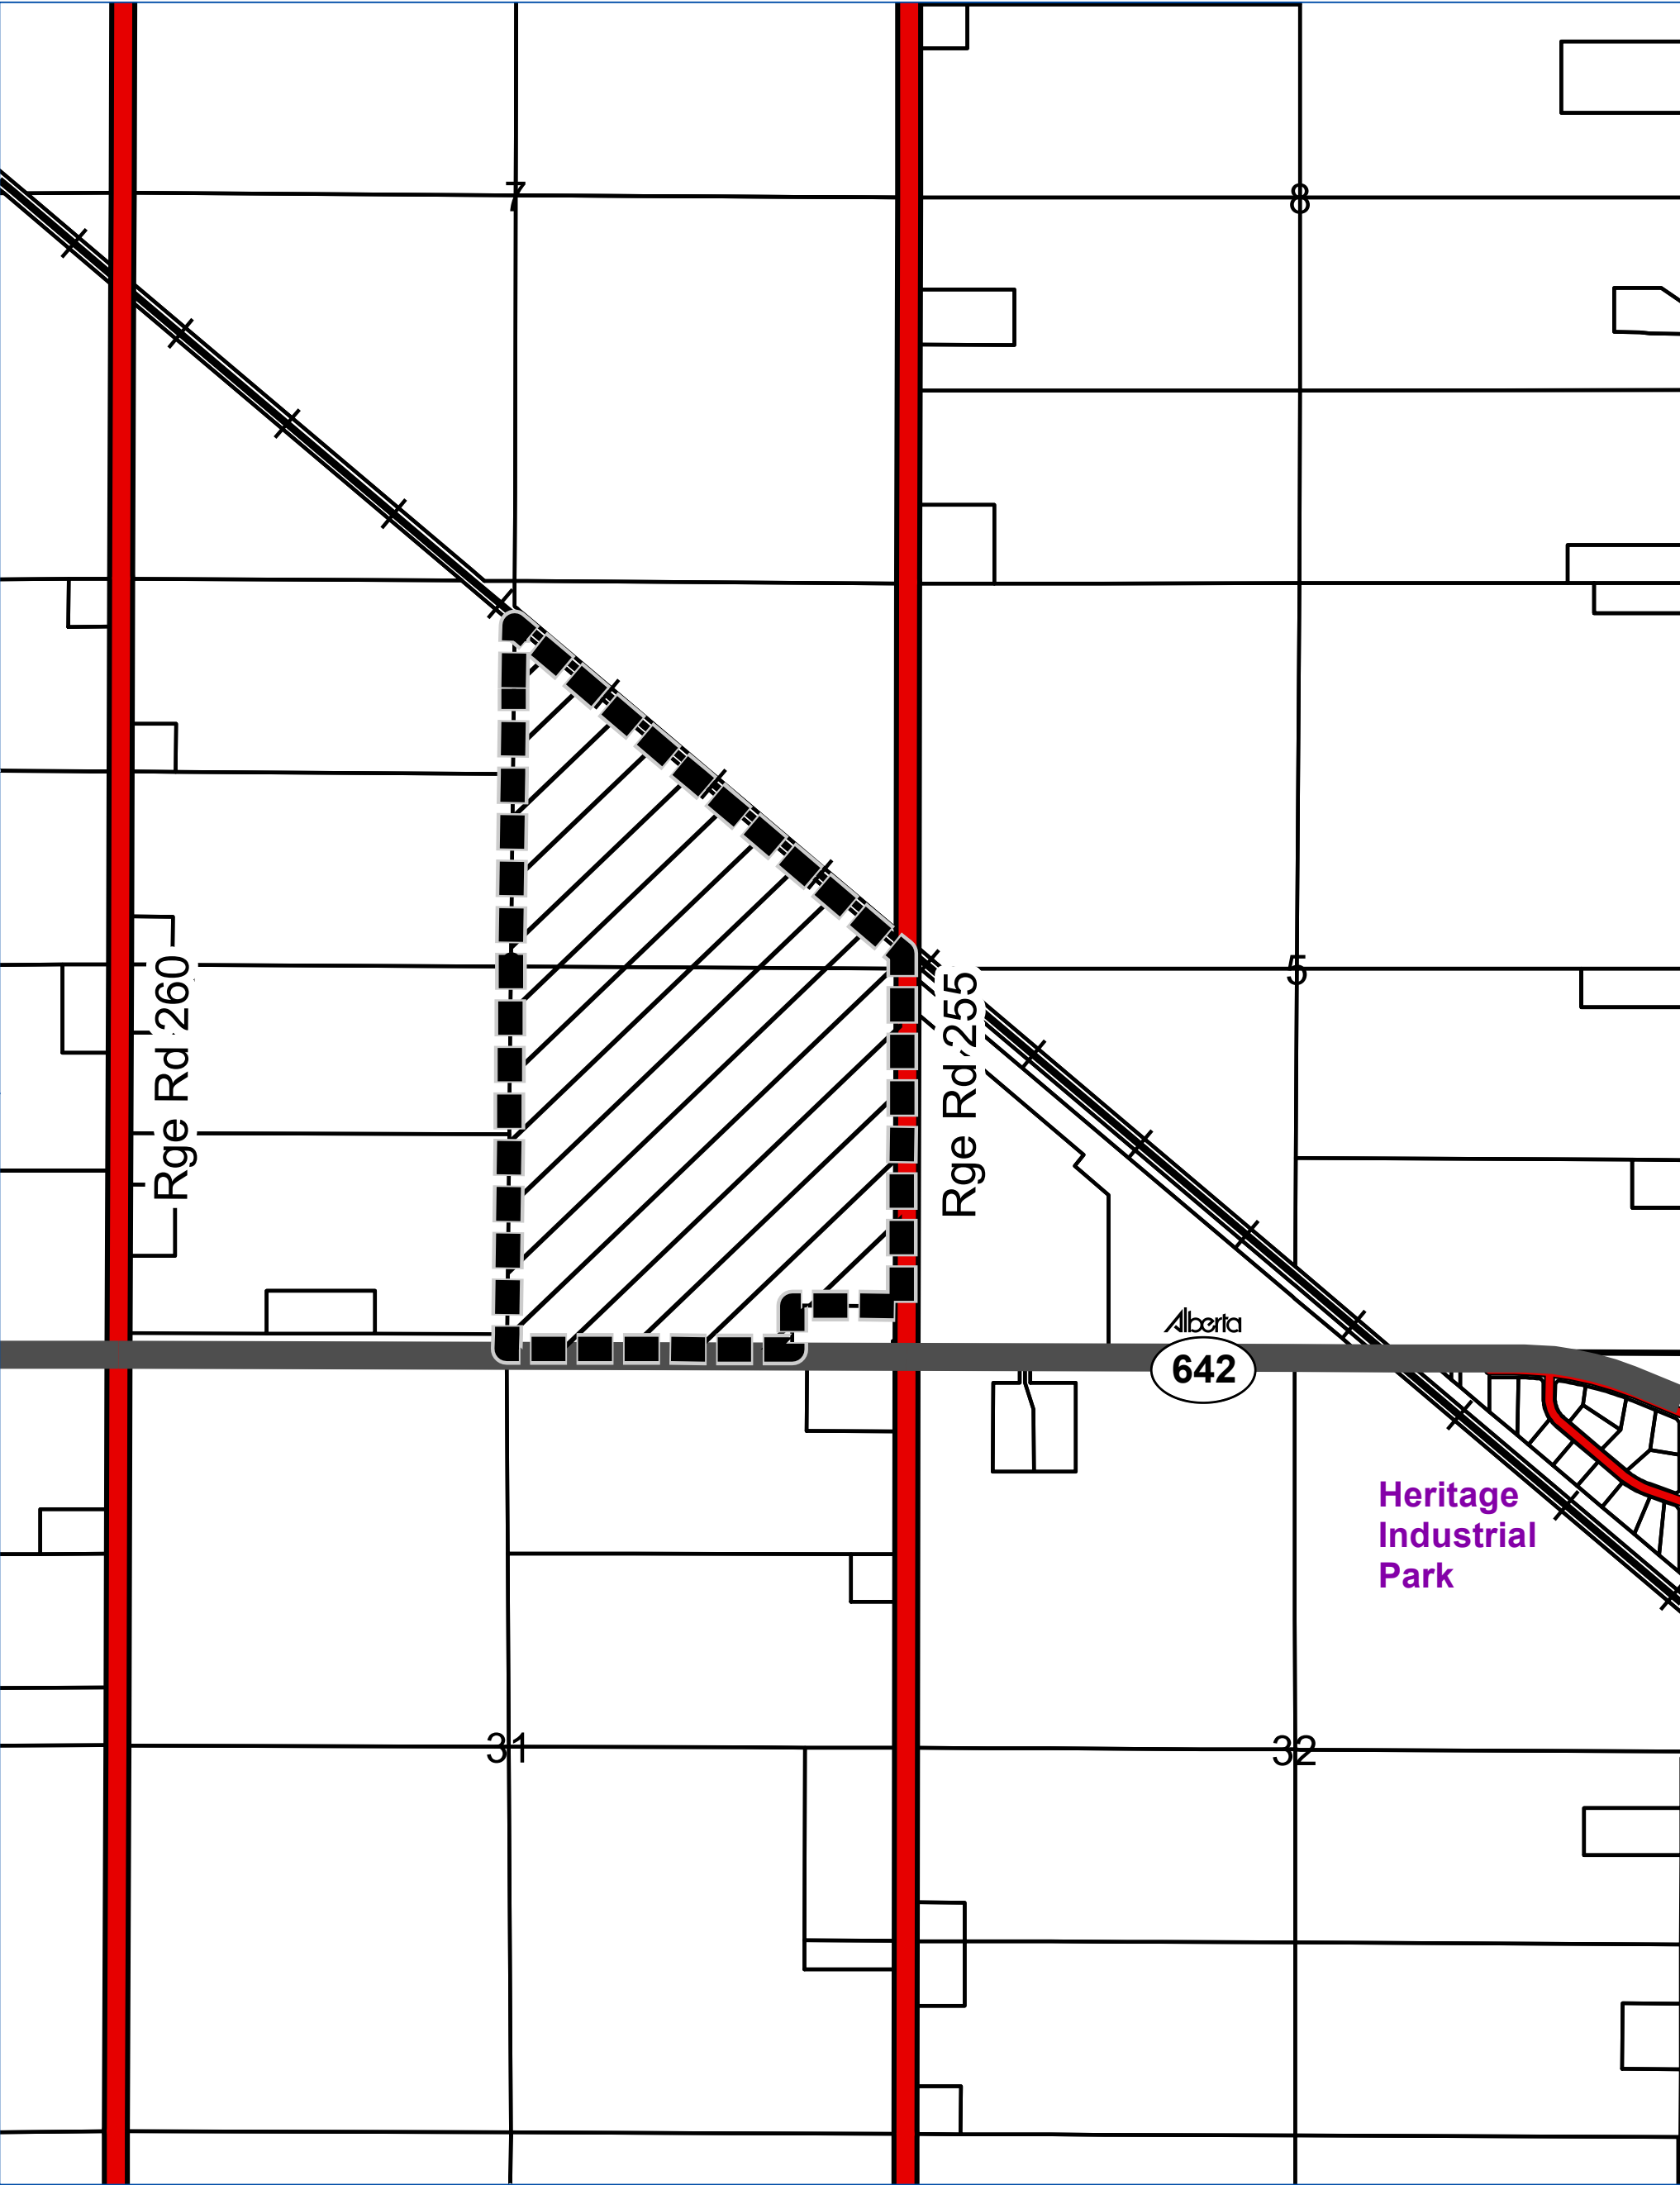 7
8
Rge Rd 260
Rge Rd 255
5
Alberta
642
Heritage
Industrial
Park
31
32